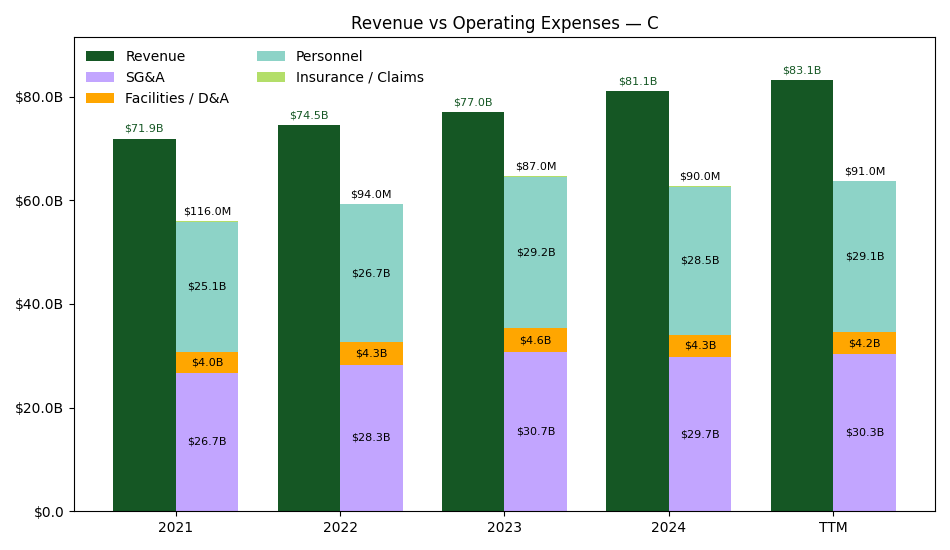 Revenue vs Operating Expenses — C
Revenue
SG&A
Facilities / D&A
Personnel
Insurance / Claims
$80.0B
$60.0B
$40.0B
$20.0B
$0.0
$71.9B
$116.0M
$25.1B
$4.0B
$26.7B
$74.5B
$94.0M
$26.7B
$4.3B
$28.3B
$77.0B
$87.0M
$29.2B
$4.6B
$30.7B
$81.1B
$90.0M
$28.5B
$4.3B
$29.7B
$83.1B
$91.0M
$29.1B
$4.2B
$30.3B
2021
2022
2023
2024
TTM